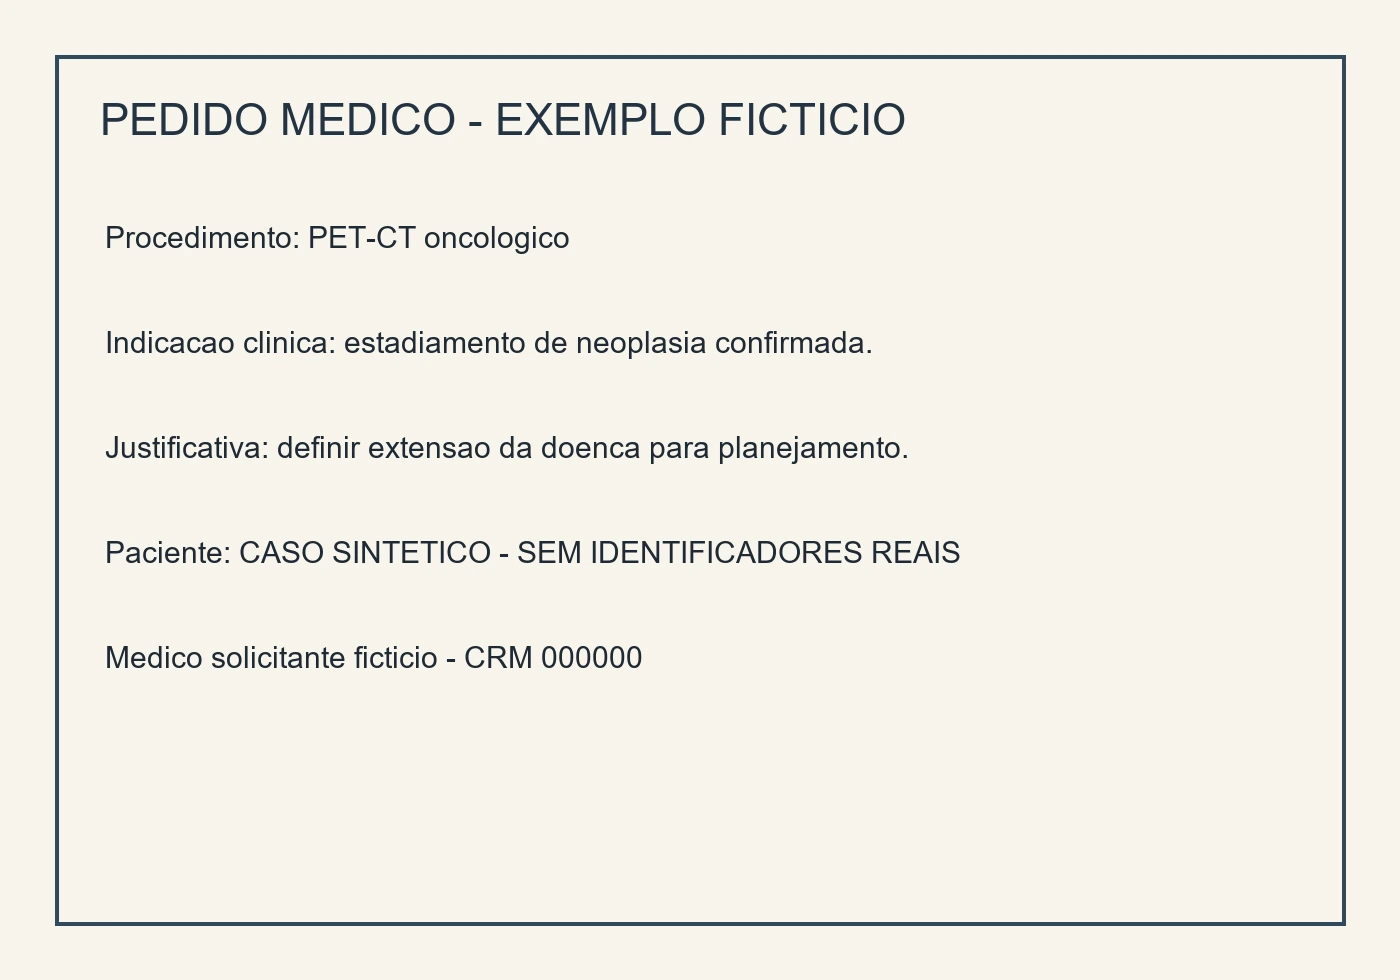 PEDIDO MEDICO - EXEMPLO FICTICIO
Procedimento: PET-CT oncologico
Indicacao clinica: estadiamento de neoplasia confirmada.
Justificativa: definir extensao da doenca para planejamento.
Paciente: CASO SINTETICO - SEM IDENTIFICADORES REAIS
Medico solicitante ficticio - CRM 000000